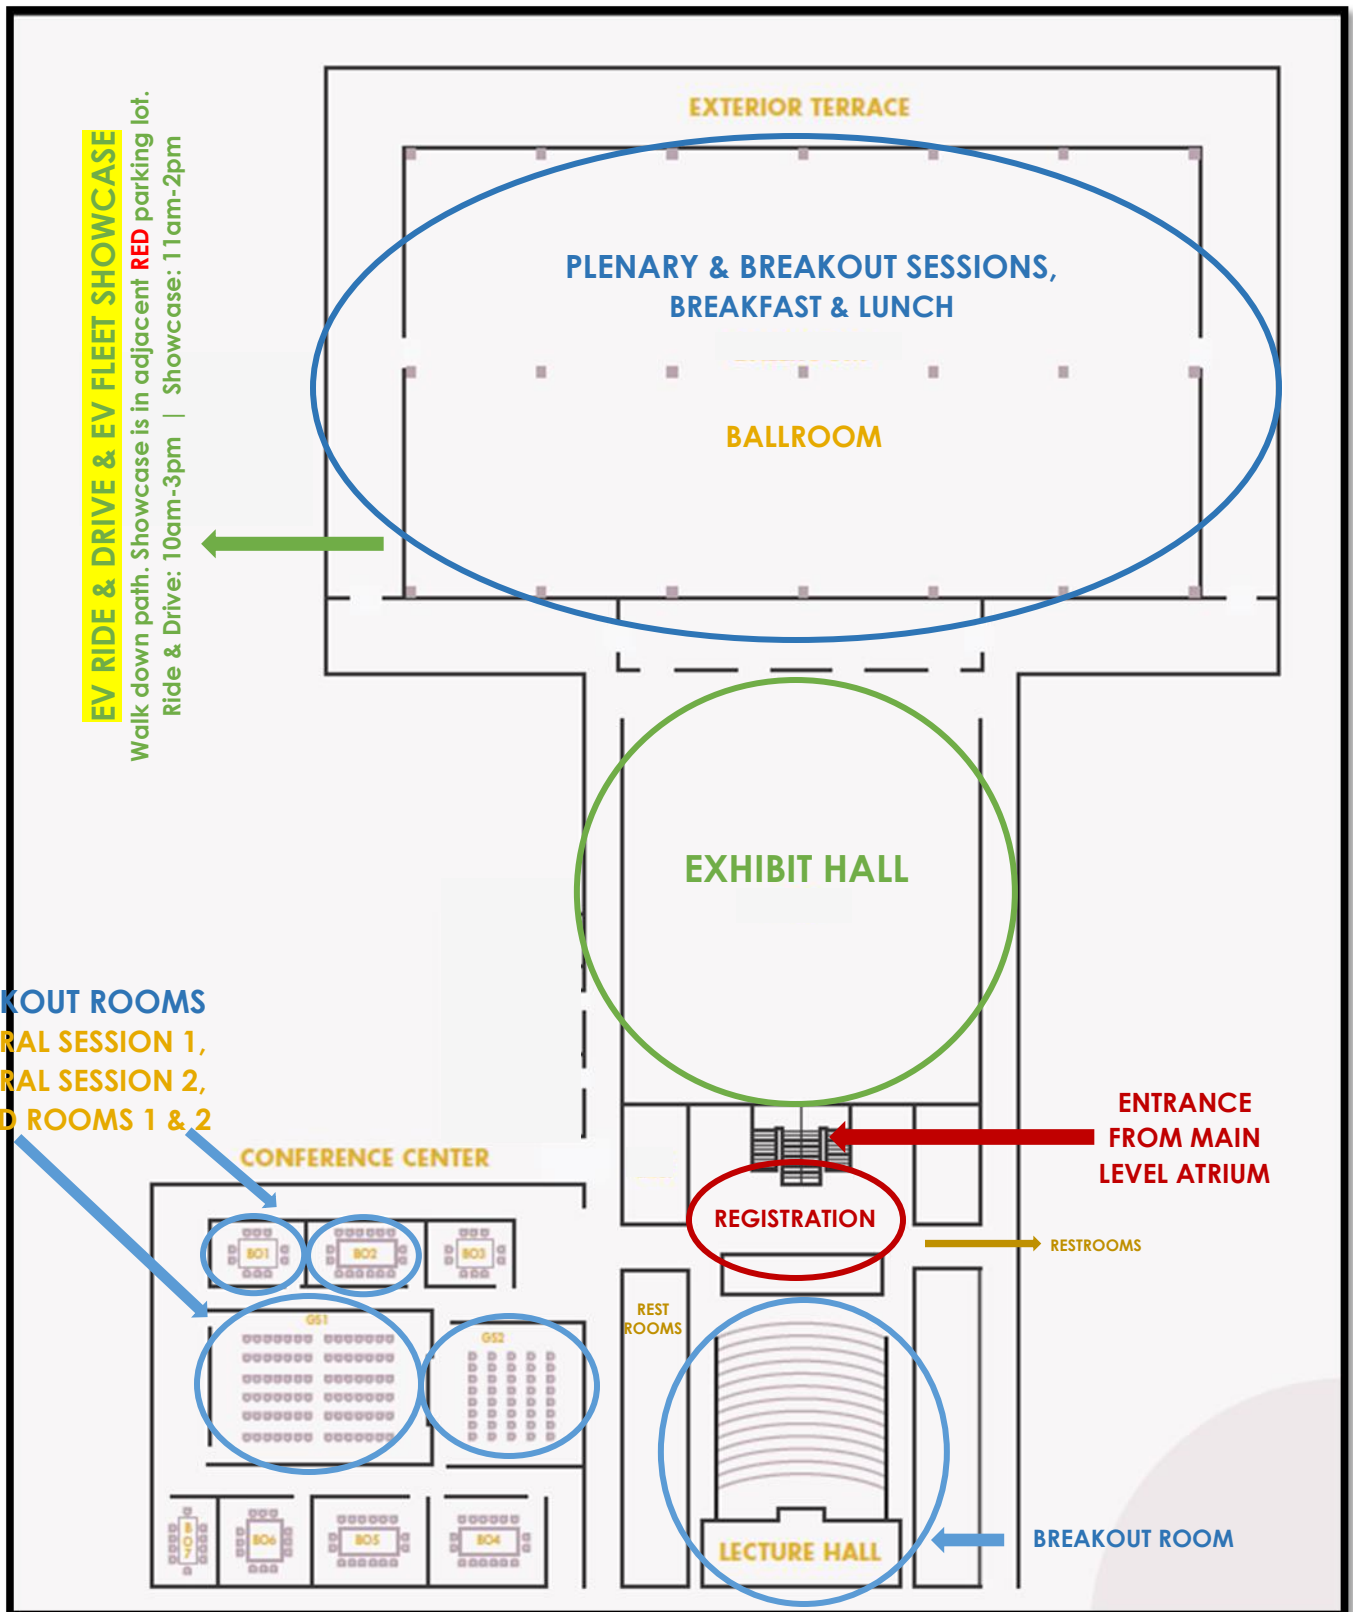 EXTERIOR TERRACE
EV RIDE & DRIVE & EV FLEET SHOWCASE
Walk down path. Showcase is in adjacent RED parking lot.
Ride & Drive: 10am-3pm | Showcase: 11am-2pm
PLENARY & BREAKOUT SESSIONS,
BREAKFAST & LUNCH
BALLROOM
EXHIBIT HALL
KOUT ROOMS
RAL SESSION 1,
RAL SESSION 2,
D ROOMS 1 & 2
ENTRANCE
FROM MAIN
LEVEL ATRIUM
CONFERENCE CENTER
REGISTRATION
RESTROOMS
BO1
BO2
BO3
REST
ROOMS
GS1
GS2
BO7
BO6
BO5
BO4
LECTURE HALL
BREAKOUT ROOM